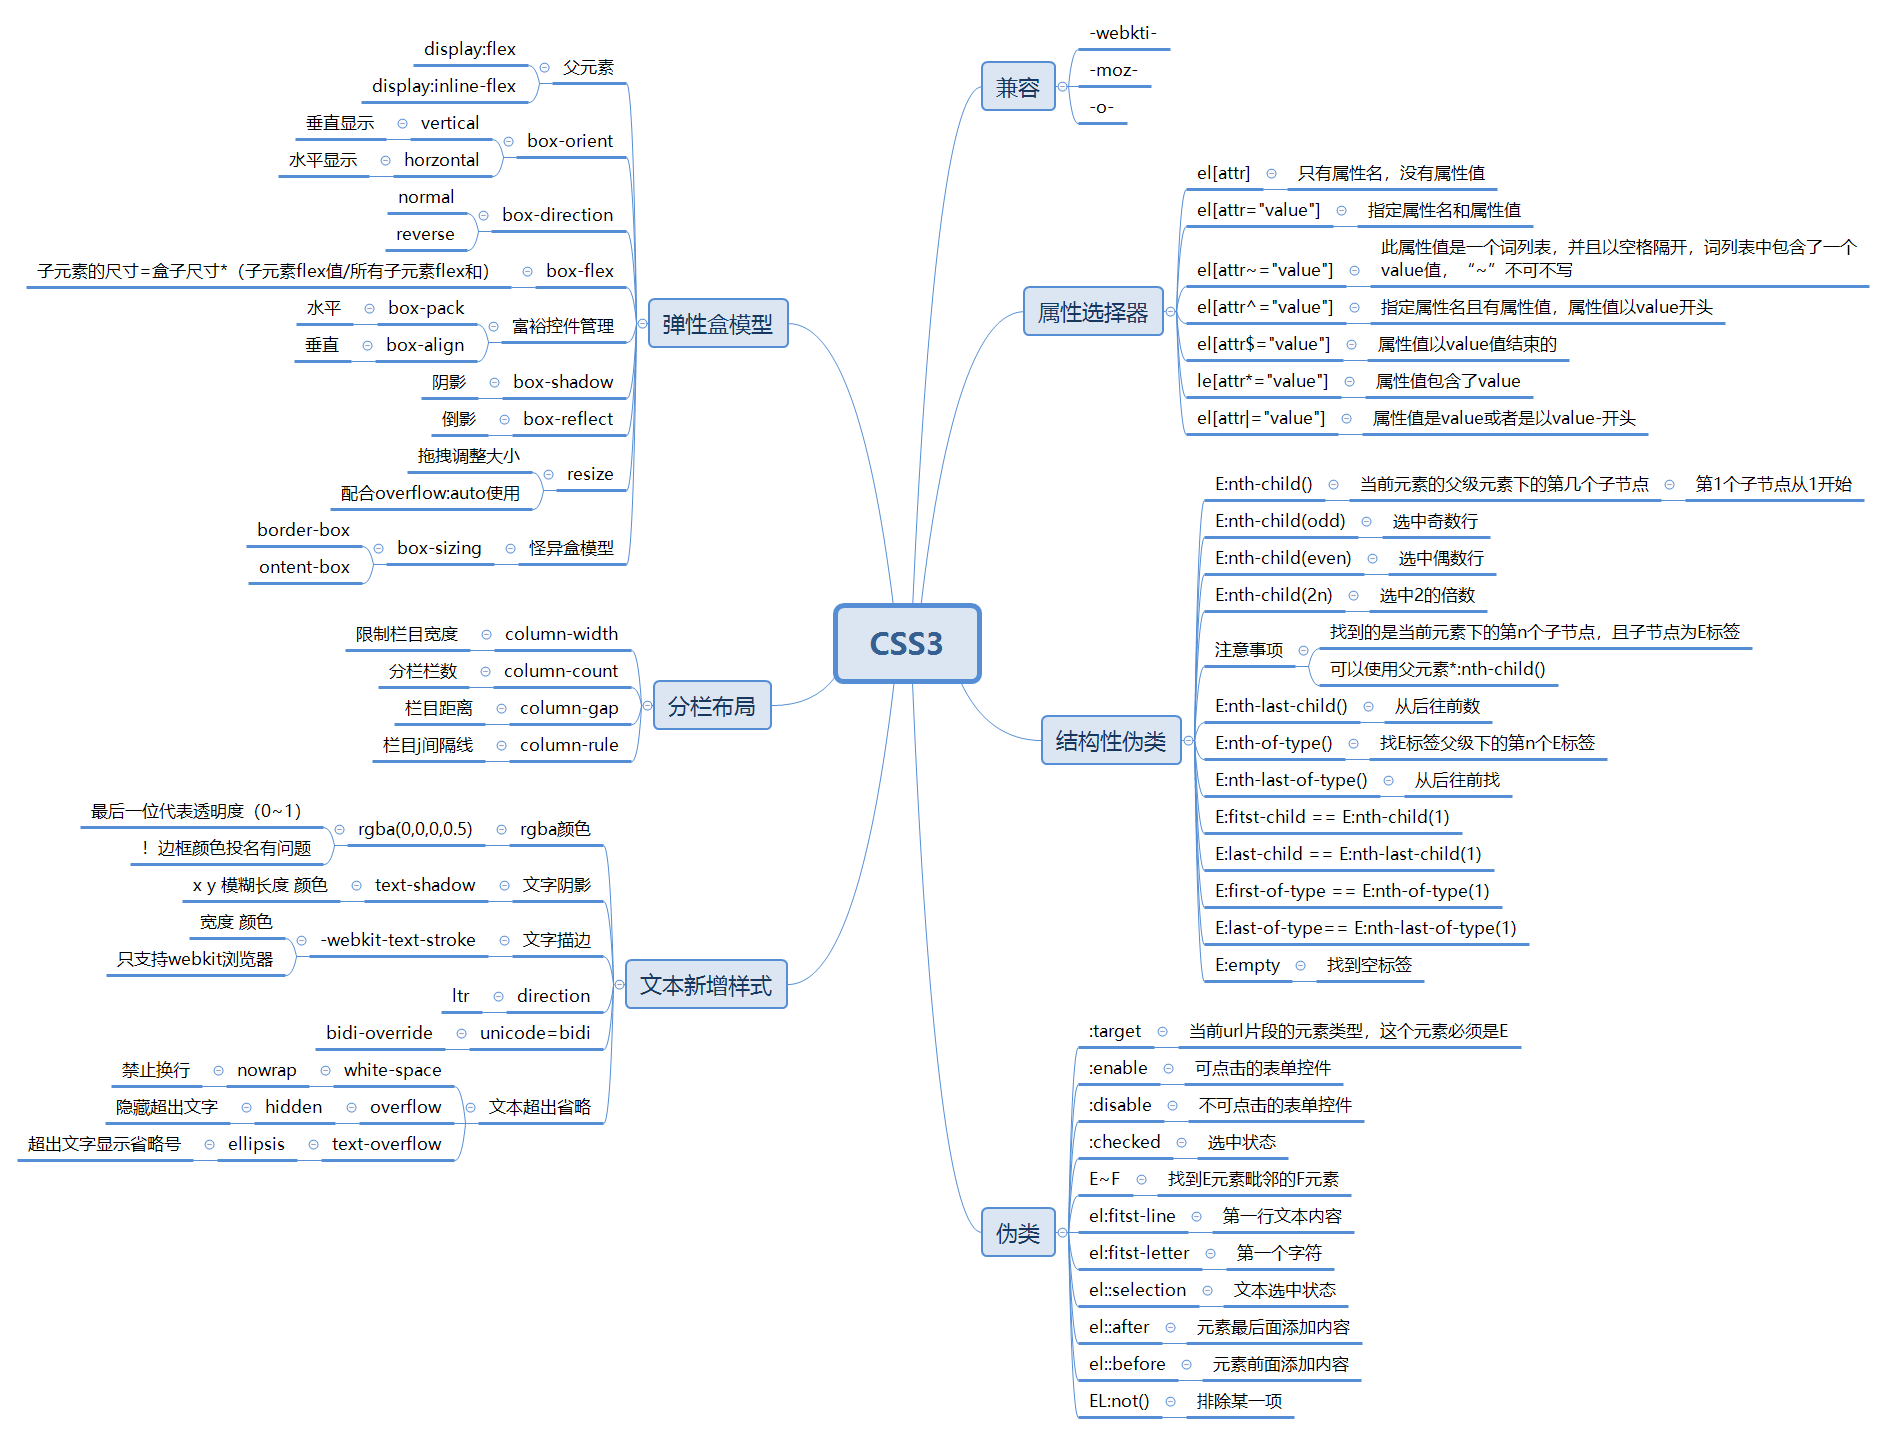 CSS3
兼容
-webkti-
-moz-
-o-
属性选择器
el[attr]
只有属性名，没有属性值
el[attr="value"]
指定属性名和属性值
el[attr~="value"]
此属性值是一个词列表，并且以空格隔开，词列表中包含了一个
value值，“~”不可不写
el[attr^="value"]
指定属性名且有属性值，属性值以value开头
el[attr$="value"]
属性值以value值结束的
le[attr*="value"]
属性值包含了value
el[attr|="value"]
属性值是value或者是以value-开头
结构性伪类
E:nth-child()
当前元素的父级元素下的第几个子节点
第1个子节点从1开始
E:nth-child(odd)
选中奇数行
E:nth-child(even)
选中偶数行
E:nth-child(2n)
选中2的倍数
注意事项
找到的是当前元素下的第n个子节点，且子节点为E标签
可以使用父元素*:nth-child()
E:nth-last-child()
从后往前数
E:nth-of-type()
找E标签父级下的第n个E标签
E:nth-last-of-type()
从后往前找
E:fitst-child == E:nth-child(1)
E:last-child == E:nth-last-child(1)
E:first-of-type == E:nth-of-type(1)
E:last-of-type== E:nth-last-of-type(1)
E:empty
找到空标签
伪类
:target
当前url片段的元素类型，这个元素必须是E
:enable
可点击的表单控件
:disable
不可点击的表单控件
:checked
选中状态
E~F
找到E元素毗邻的F元素
el:fitst-line
第一行文本内容
el:fitst-letter
第一个字符
el::selection
文本选中状态
el::after
元素最后面添加内容
el::before
元素前面添加内容
EL:not()
排除某一项
弹性盒模型
父元素
display:flex
display:inline-flex
box-orient
vertical
垂直显示
horzontal
水平显示
box-direction
normal
reverse
box-flex
子元素的尺寸=盒子尺寸*（子元素flex值/所有子元素flex和）
富裕控件管理
box-pack
水平
box-align
垂直
box-shadow
阴影
box-reflect
倒影
resize
拖拽调整大小
配合overflow:auto使用
怪异盒模型
box-sizing
border-box
ontent-box
分栏布局
column-width
限制栏目宽度
column-count
分栏栏数
column-gap
栏目距离
column-rule
栏目j间隔线
文本新增样式
rgba颜色
rgba(0,0,0,0.5)
最后一位代表透明度（0~1）
！边框颜色投名有问题
文字阴影
text-shadow
x y 模糊长度 颜色
文字描边
-webkit-text-stroke
宽度 颜色
只支持webkit浏览器
direction
ltr
unicode=bidi
bidi-override
文本超出省略
white-space
nowrap
禁止换行
overflow
hidden
隐藏超出文字
text-overflow
ellipsis
超出文字显示省略号